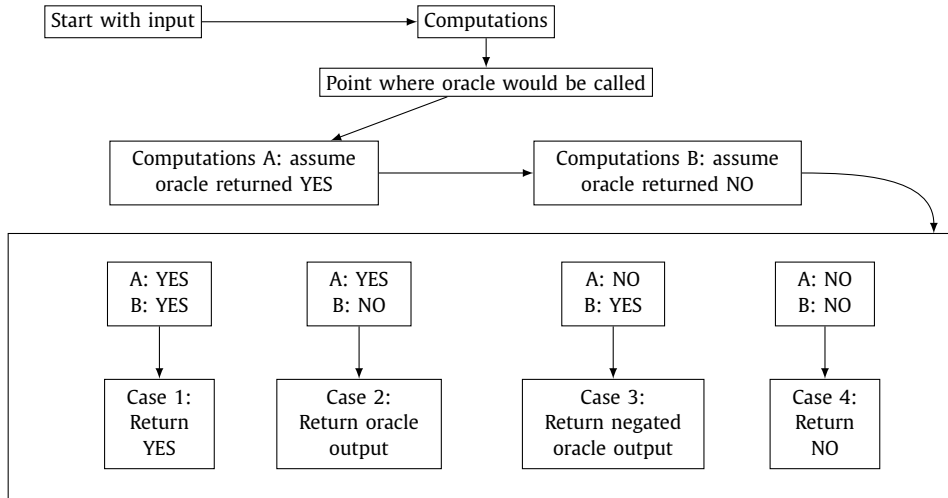 Start with input
Computations
Point where oracle would be called
Computations A: assume
oracle returned YES
Computations B: assume
oracle returned NO
A: YES
B: YES
A: YES
B: NO
A: NO
B: YES
A: NO
B: NO
Case 1:
Return
YES
Case 2:
Return oracle
output
Case 3:
Return negated
oracle output
Case 4:
Return
NO